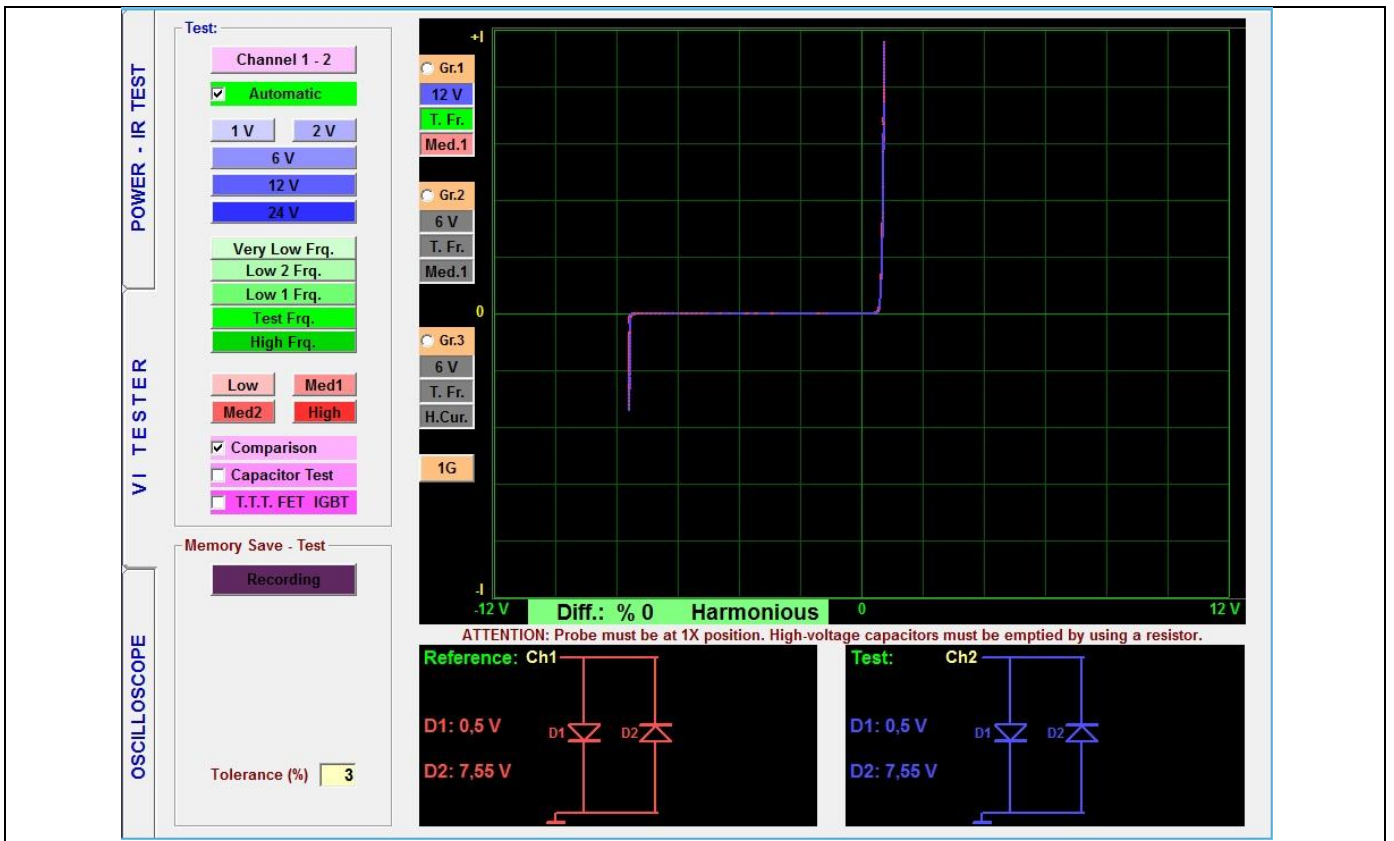 POWER - IR TEST
VI TESTER
OSCILLOSCOPE
Test:
Channel 1 - 2
Automatic
1 V
2 V
6 V
12 V
24 V
Very Low Frq.
Low 2 Frq.
Low 1 Frq.
Test Frq.
High Frq.
Low
Med1
Med2
High
Comparison
Capacitor Test
T.T.T. FET IGBT
Memory Save - Test
Recording
Tolerance (%) 3
+I
Gr.1
12 V
T. Fr.
Med.1
Gr.2
6 V
T. Fr.
Med.1
0
Gr.3
6 V
T. Fr.
H.Cur.
1G
-I
-12 V
Diff.: % 0 Harmonious
0
12 V
ATTENTION: Probe must be at 1X position. High-voltage capacitors must be emptied by using a resistor.
Reference: Ch1
D1: 0,5 V
D1
D2
D2: 7,55 V
Test: Ch2
D1: 0,5 V
D1
D2
D2: 7,55 V